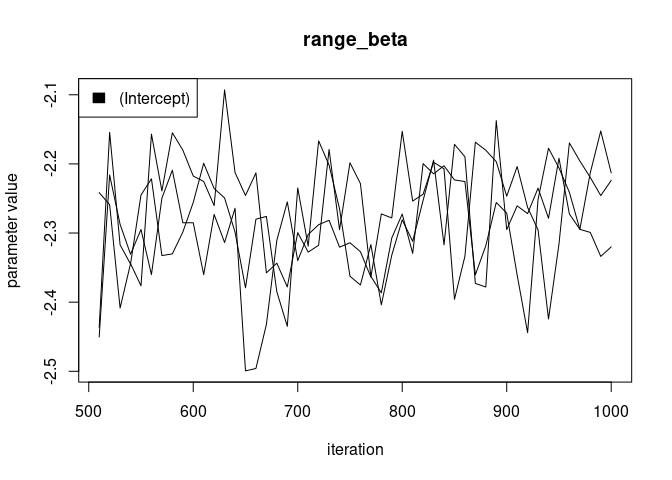 range_beta
(Intercept)
parameter value
-2.1
-2.2
-2.3
-2.4
-2.5
500 600 700 800 900 1000
iteration